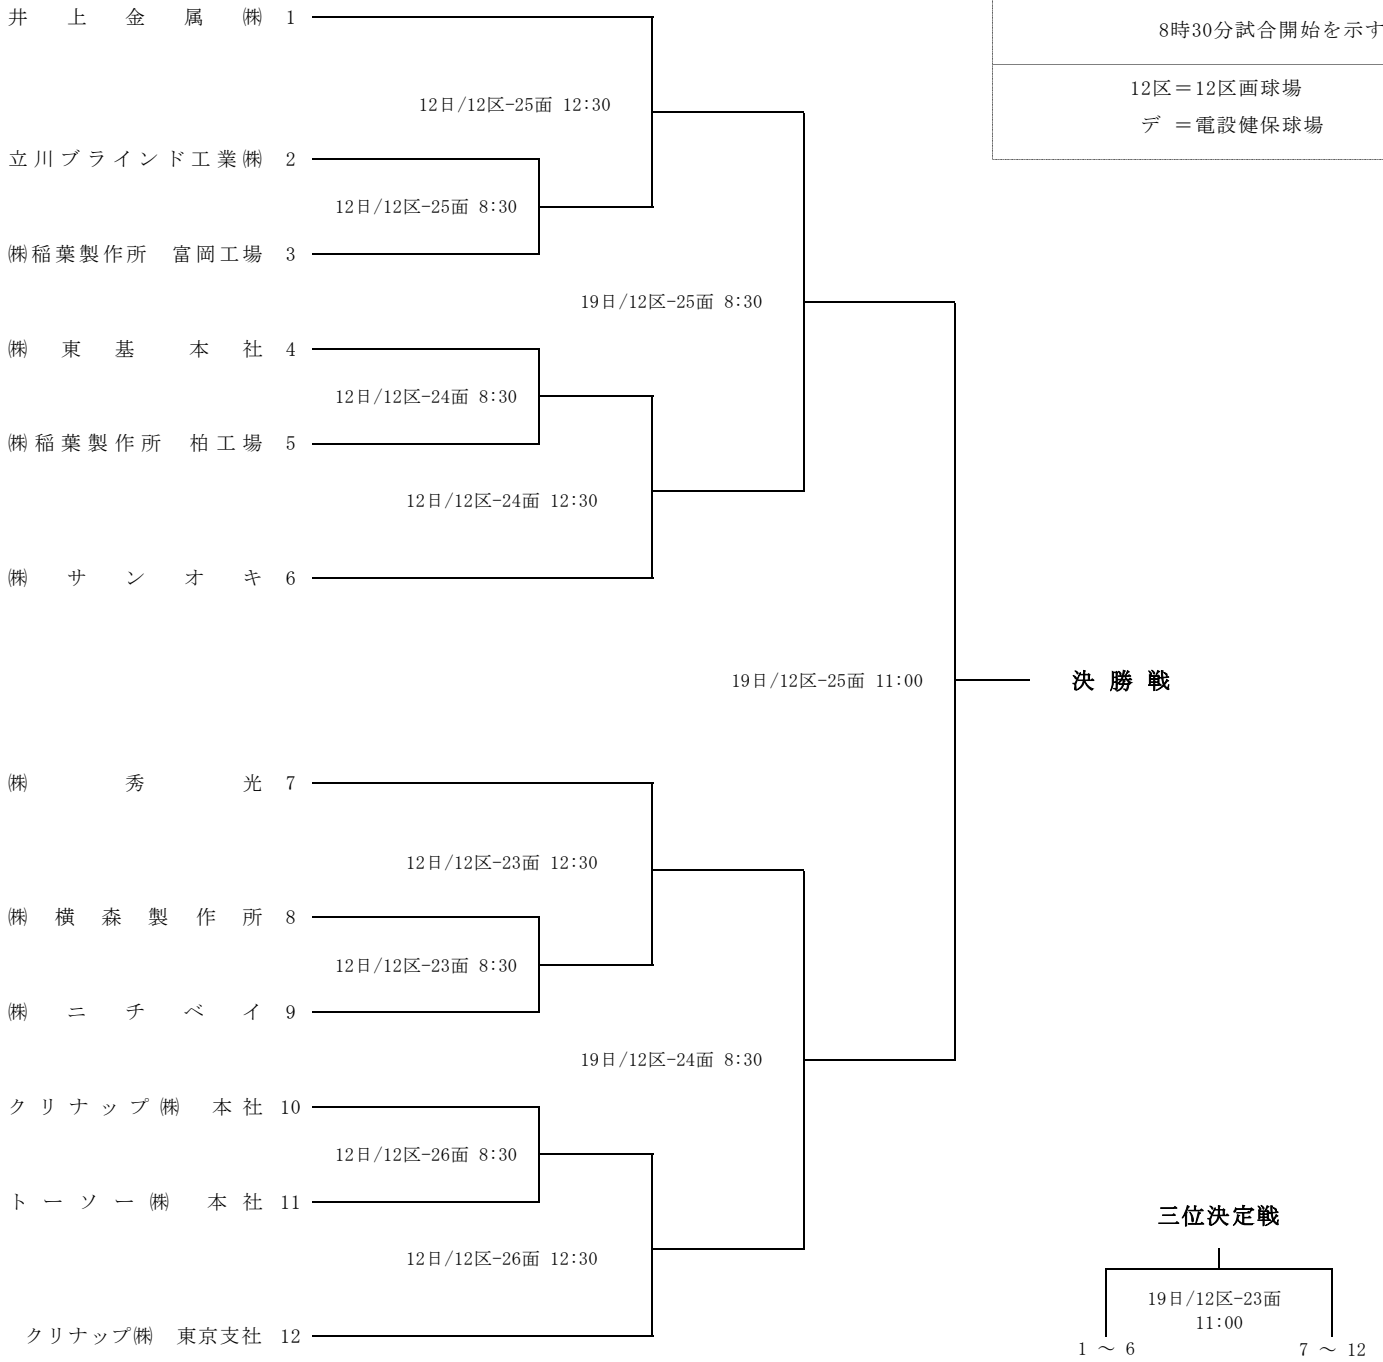 井上金属㈱ 1
8時30分試合開始を示す
12区＝12区画球場
デ ＝電設健保球場
12日/12区-25面 12:30
立川ブラインド工業㈱ 2
12日/12区-25面 8:30
㈱稲葉製作所 富岡工場 3
19日/12区-25面 8:30
㈱東基 本社 4
12日/12区-24面 8:30
㈱稲葉製作所 柏工場 5
12日/12区-24面 12:30
㈱サンオキ 6
19日/12区-25面 11:00
決勝戦
㈱秀光 7
12日/12区-23面 12:30
㈱横森製作所 8
12日/12区-23面 8:30
㈱ニチベイ 9
19日/12区-24面 8:30
クリナップ㈱ 本社 10
12日/12区-26面 8:30
トーソー㈱ 本社 11
12日/12区-26面 12:30
クリナップ㈱ 東京支社 12
三位決定戦
19日/12区-23面
11:00
1 ～ 6
7 ～ 12